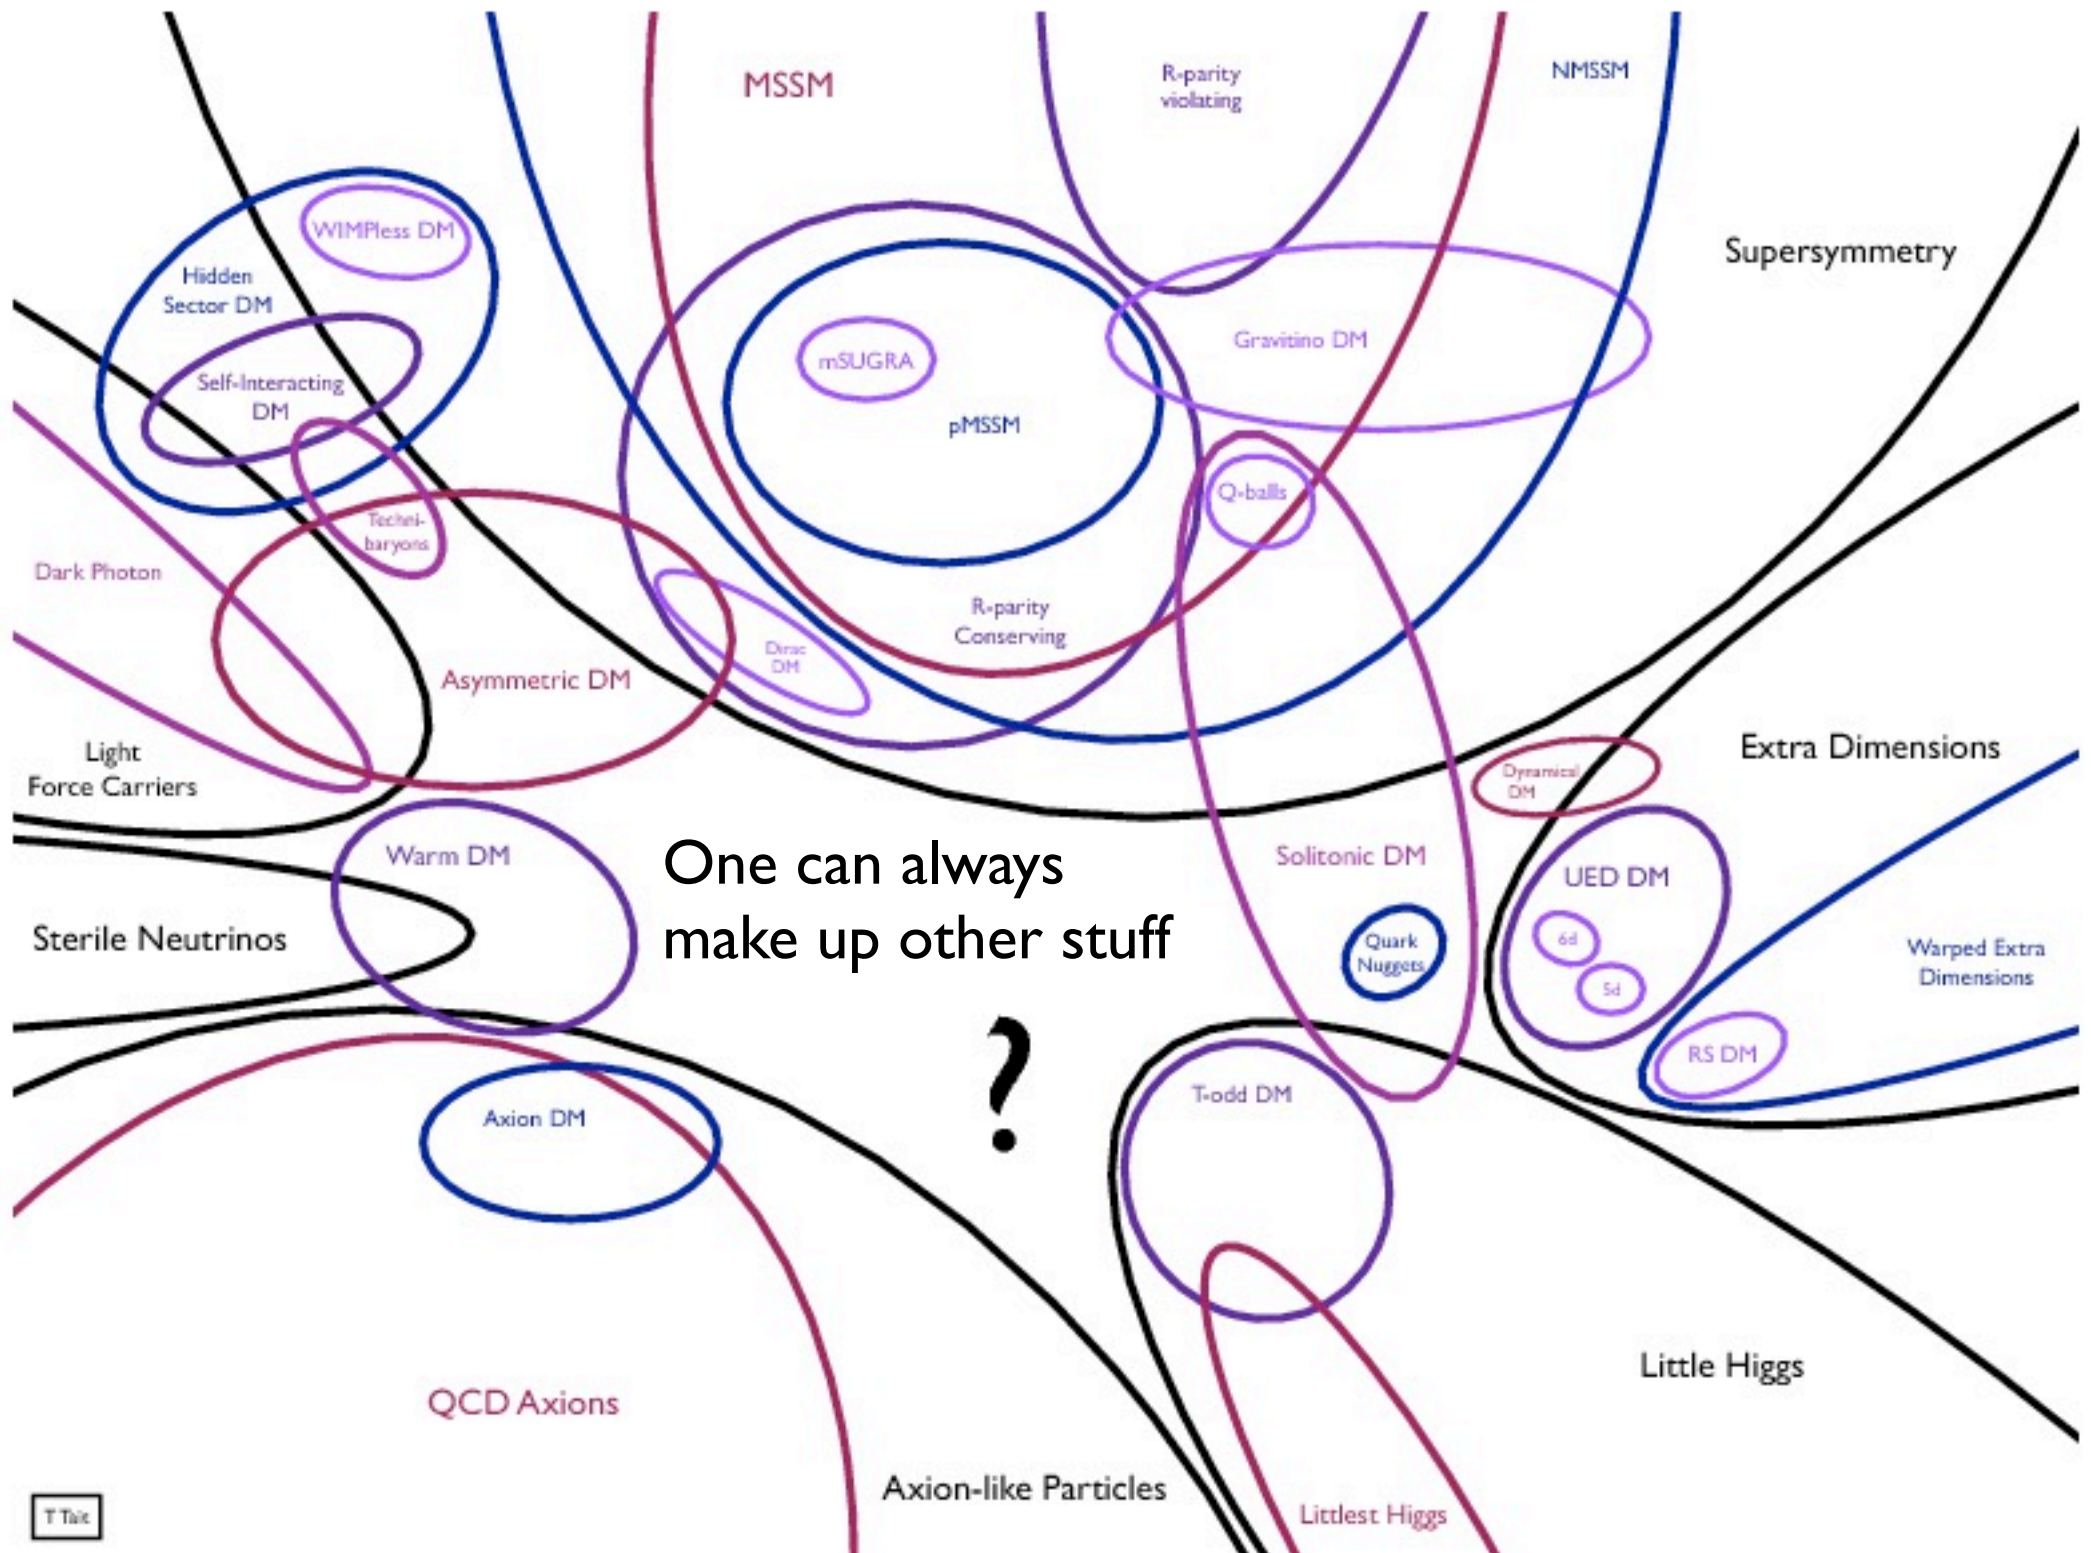 MSSM
R-parity
violating
NMSSM
Supersymmetry
WIMPless DM
Hidden
Sector DM
Self-Interacting
DM
mSUGRA
pMSSM
Gravitino DM
Q-balls
Techni-
baryons
Dark Photon
R-parity
Conserving
Dirac
DM
Asymmetric DM
Light
Force Carriers
Extra Dimensions
Dynamical
DM
Warm DM
One can always
make up other stuff
?
Solitonic DM
UED DM
Sterile Neutrinos
Quark
Nuggets
6d
5d
Warped Extra
Dimensions
RS DM
T-odd DM
Axion DM
Little Higgs
QCD Axions
Axion-like Particles
Littlest Higgs
T Tait